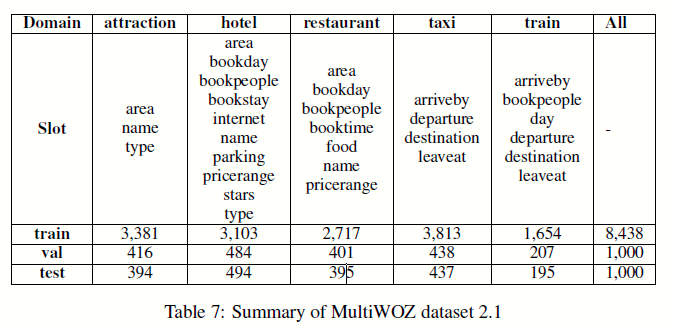 Domain attraction hotel restaurant taxi train All
Slot
area
name
type
area
bookday
bookpeople
bookstay
internet
name
parking
pricerange
stars
type
area
bookday
bookpeople
booktime
food
name
pricerange
arriveby
departure
destination
leaveat
arriveby
bookpeople
day
departure
destination
leaveat
-
train 3,381 3,103 2,717 3,813 1,654 8,438
val 416 484 401 438 207 1,000
test 394 494 395 437 195 1,000
Table 7: Summary of MultiWOZ dataset 2.1